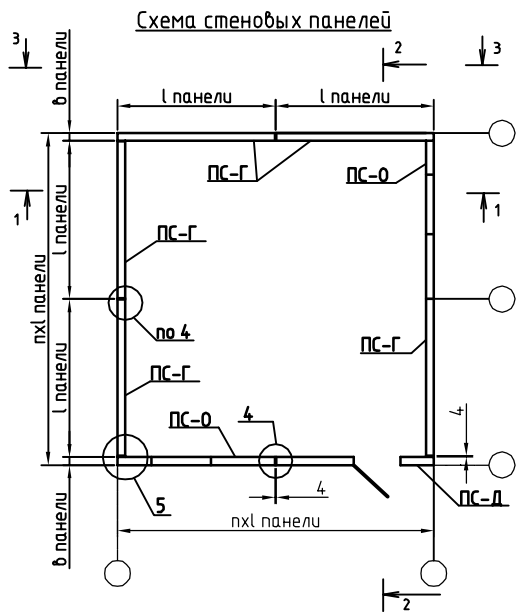 Схема стеновых панелей
3
2
3
в панели
l панели
l панели
ПС-Г
ПС-О
1
1
l панели
ПС-Г
nxl панели
по 4
ПС-Г
l панели
ПС-Г
ПС-О
4
4
5
4
ПС-Д
в панели
nxl панели
2